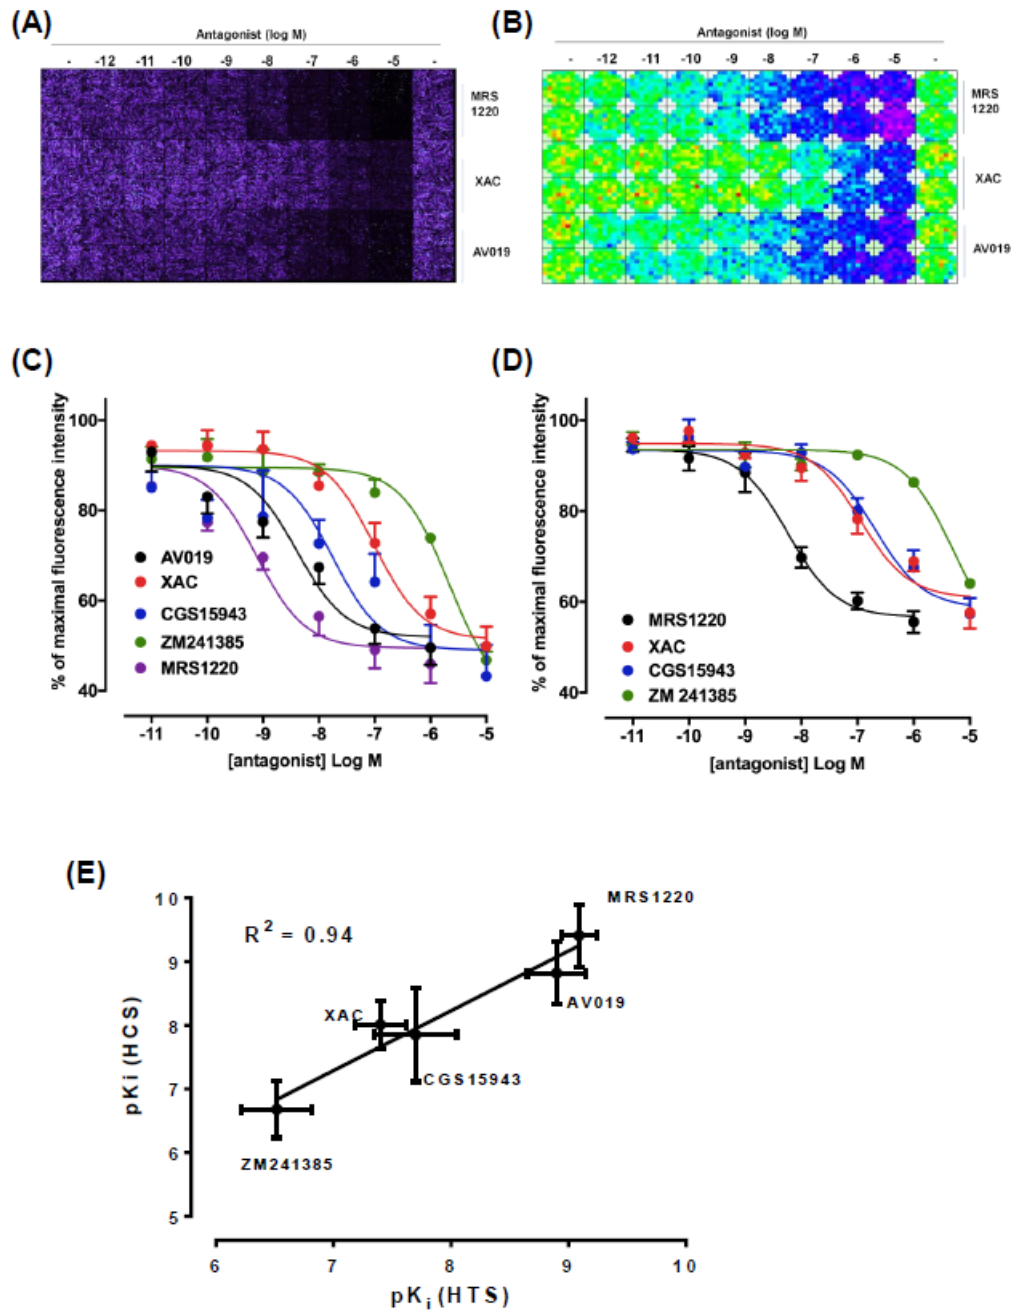 (A)
Antagonist (log M)
- -12 -11 -10 -9 -8 -7 -6 -5 -
MRS
1220
XAC
AV019
(B)
Antagonist (log M)
- -12 -11 -10 -9 -8 -7 -6 -5 -
MRS
1220
XAC
AV019
(C)
% of maximal fluorescence intensity
100
80
60
40
AV019
XAC
CGS15943
ZM241385
MRS1220
-11 -10 -9 -8 -7 -6 -5
[antagonist] Log M
(D)
% of maximal fluorescence intensity
100
80
60
40
MRS1220
XAC
CGS15943
ZM 241385
-11 -10 -9 -8 -7 -6 -5
[antagonist] Log M
(E)
pKi (HCS)
10
9
8
7
6
5
R² = 0.94
MRS1220
AV019
XAC
CGS15943
ZM241385
6 7 8 9 10
pKi (HTS)